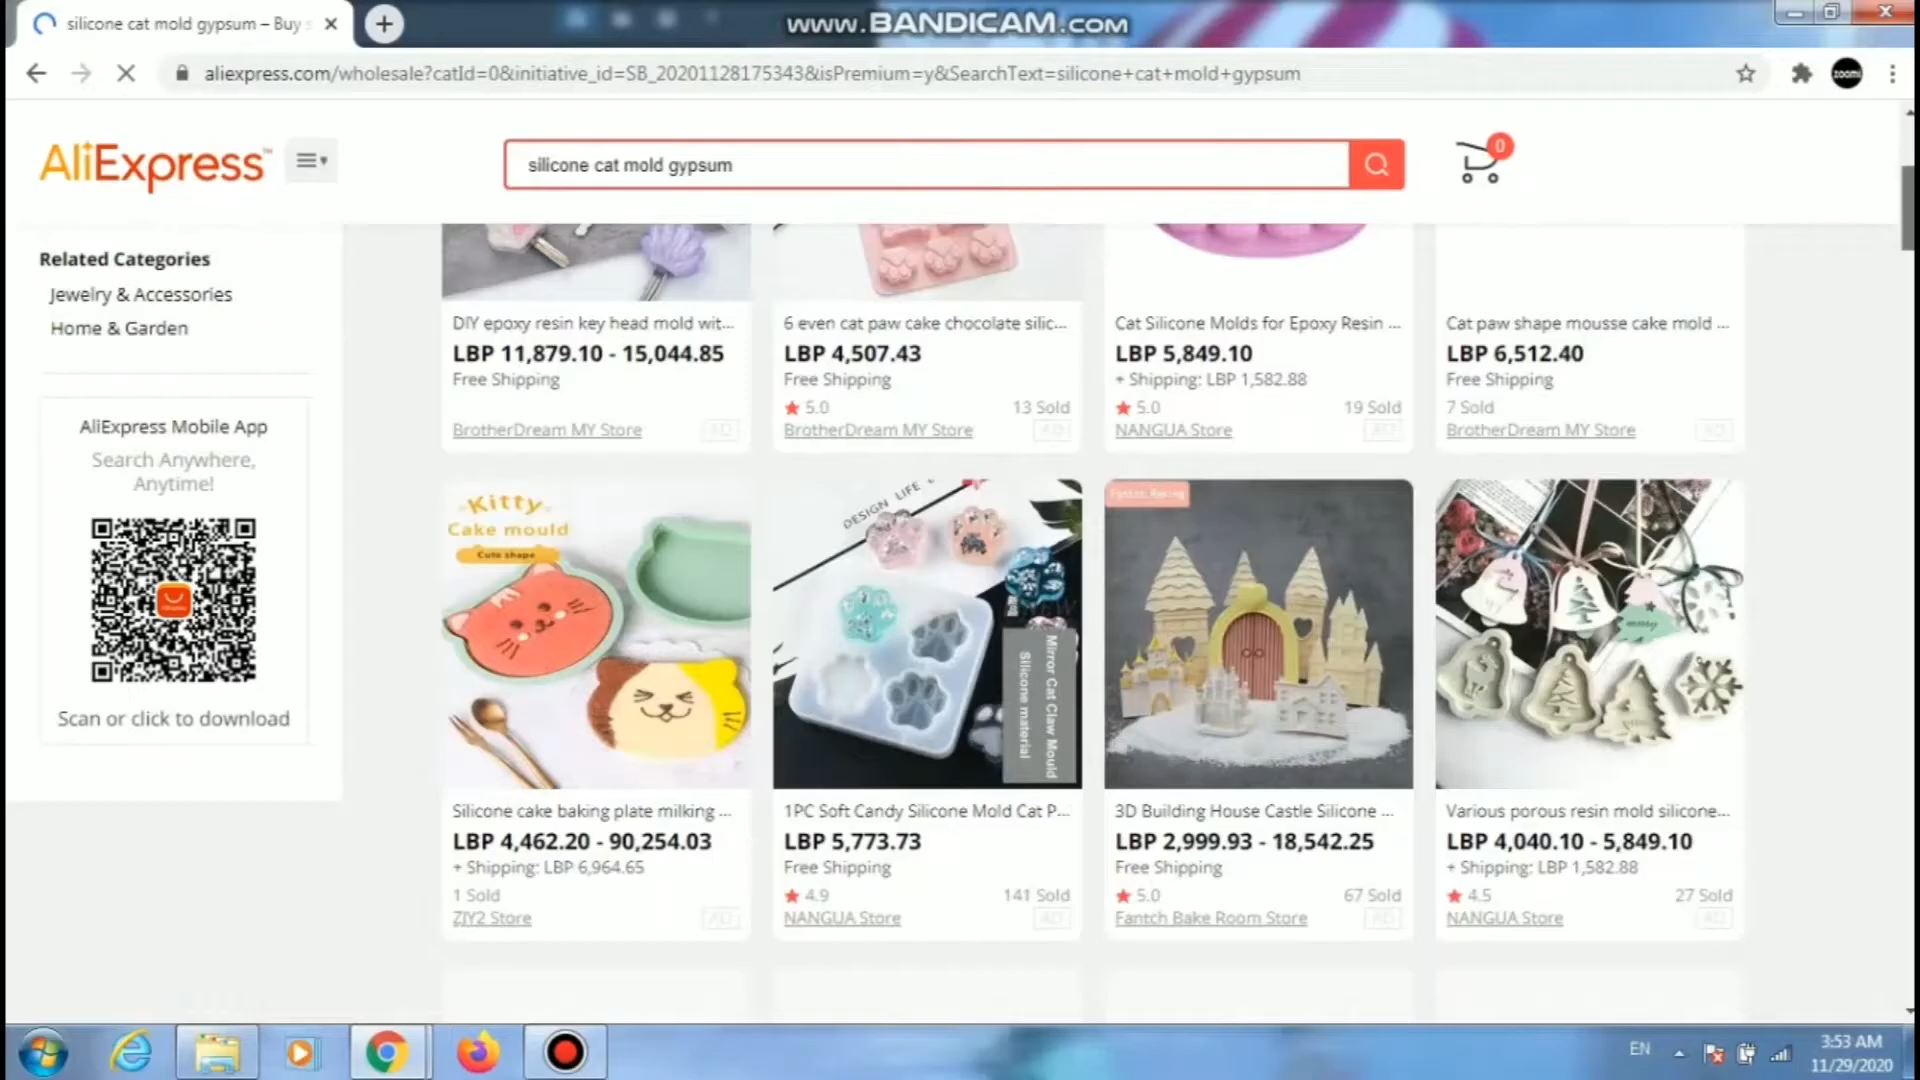 silicone cat mold gypsum – Buy
www.BANDICAM.com
aliexpress.com/wholesale?catId=0&initiative_id=SB_20201128175343&isPremium=y&SearchText=silicone+cat+mold+gypsum
zoomi
AliExpress™
silicone cat mold gypsum
0
Related Categories
Jewelry & Accessories
Home & Garden
AliExpress Mobile App
Search Anywhere,
Anytime!
Scan or click to download
DIY epoxy resin key head mold wit...
LBP 11,879.10 - 15,044.85
Free Shipping
BrotherDream MY Store
AD
6 even cat paw cake chocolate silic...
LBP 4,507.43
Free Shipping
5.0
13 Sold
BrotherDream MY Store
AD
Cat Silicone Molds for Epoxy Resin ...
LBP 5,849.10
+ Shipping: LBP 1,582.88
5.0
19 Sold
NANGUA Store
AD
Cat paw shape mousse cake mold ...
LBP 6,512.40
Free Shipping
7 Sold
BrotherDream MY Store
AD
Kitty
Cake mould
Cute shape
Silicone cake baking plate milking ...
LBP 4,462.20 - 90,254.03
+ Shipping: LBP 6,964.65
1 Sold
ZJY2 Store
AD
DESIGN LIFE
Mirror Cat Claw Mould
Silicone material
1PC Soft Candy Silicone Mold Cat P...
LBP 5,773.73
Free Shipping
4.9
141 Sold
NANGUA Store
AD
3D Building House Castle Silicone ...
LBP 2,999.93 - 18,542.25
Free Shipping
5.0
67 Sold
Fantch Bake Room Store
AD
Various porous resin mold silicone...
LBP 4,040.10 - 5,849.10
+ Shipping: LBP 1,582.88
4.5
27 Sold
NANGUA Store
AD
EN
3:53 AM
11/29/2020